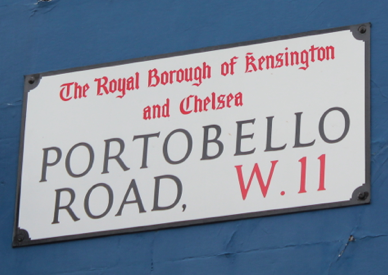 The Royal Borough of Kensington
and Chelsea
PORTOBELLO
ROAD, W.11